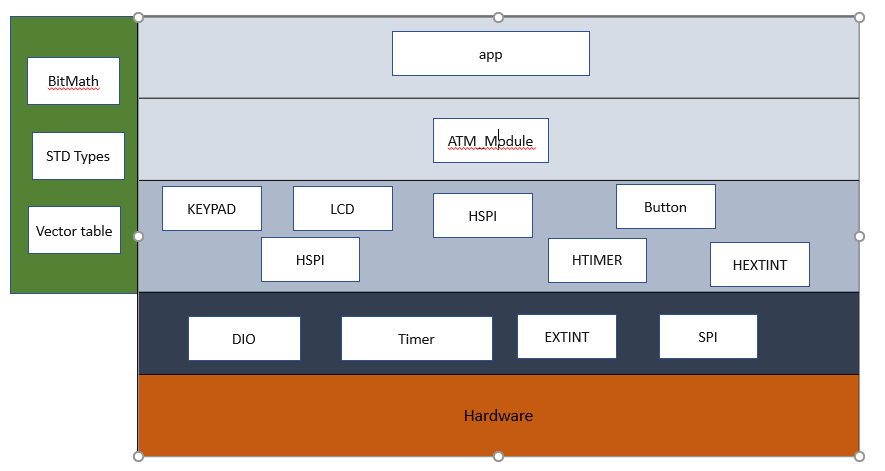 app
BitMath
STD Types
Vector table
ATM_Module
KEYPAD
LCD
HSPI
Button
HSPI
HTIMER
HEXTINT
DIO
Timer
EXTINT
SPI
Hardware